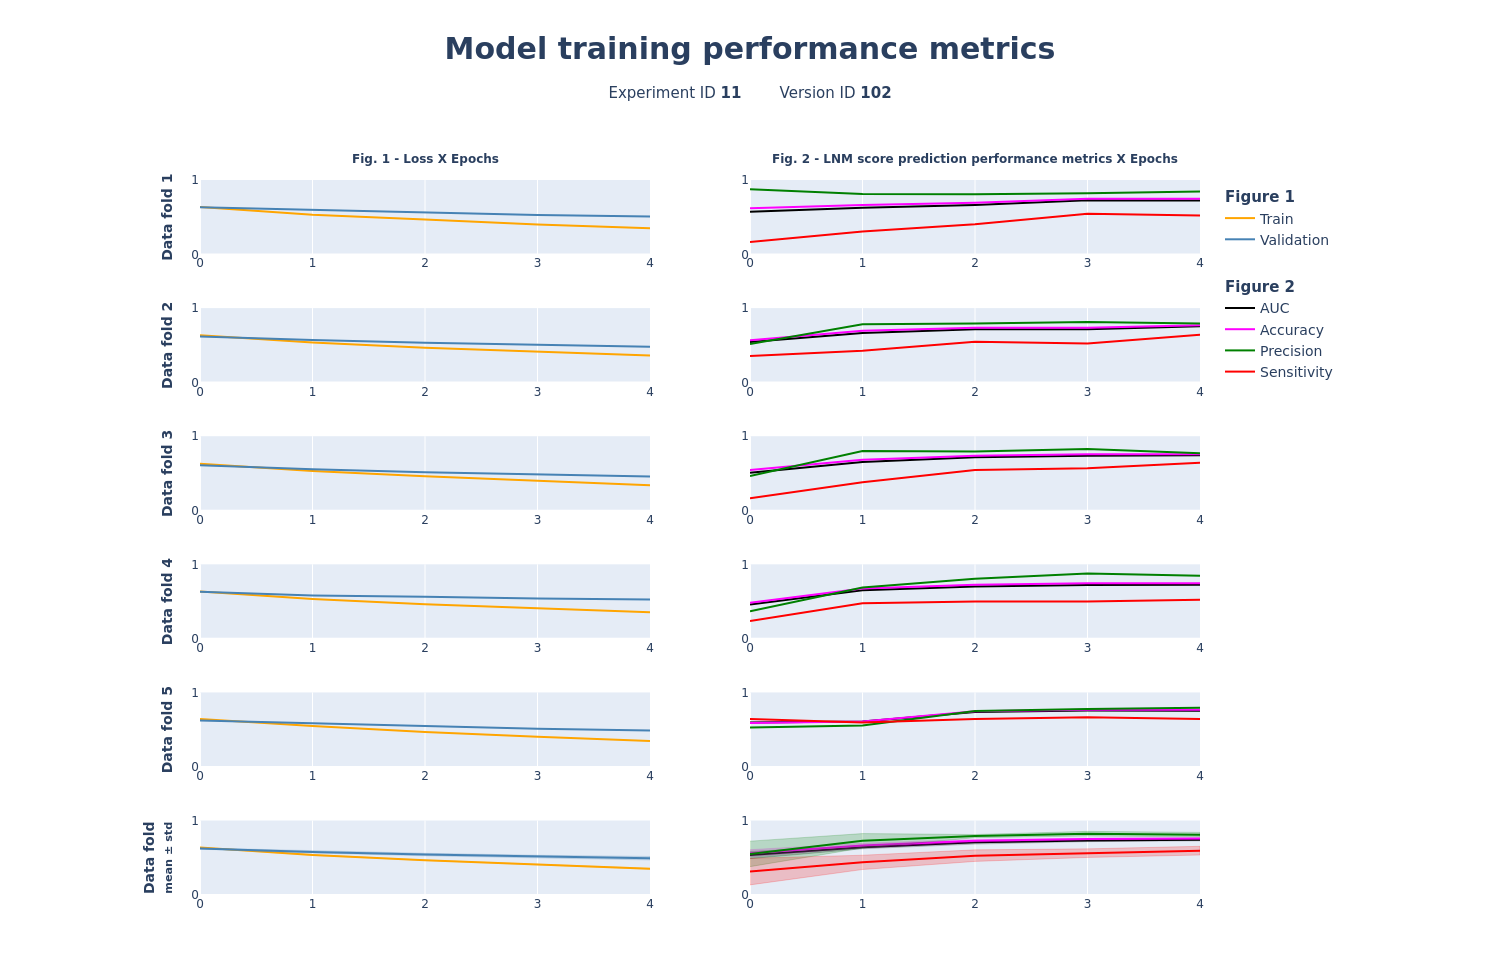 Model training performance metrics
Experiment ID 11 Version ID 102
Fig. 1 - Loss X Epochs
Fig. 2 - LNM score prediction performance metrics X Epochs
Data fold 1
1
0
0 1 2 3 4
1
0
0 1 2 3 4
Data fold 2
1
0
0 1 2 3 4
1
0
0 1 2 3 4
Data fold 3
1
0
0 1 2 3 4
1
0
0 1 2 3 4
Data fold 4
1
0
0 1 2 3 4
1
0
0 1 2 3 4
Data fold 5
1
0
0 1 2 3 4
1
0
0 1 2 3 4
Data fold
mean ± std
1
0
0 1 2 3 4
1
0
0 1 2 3 4
Figure 1
Train
Validation
Figure 2
AUC
Accuracy
Precision
Sensitivity